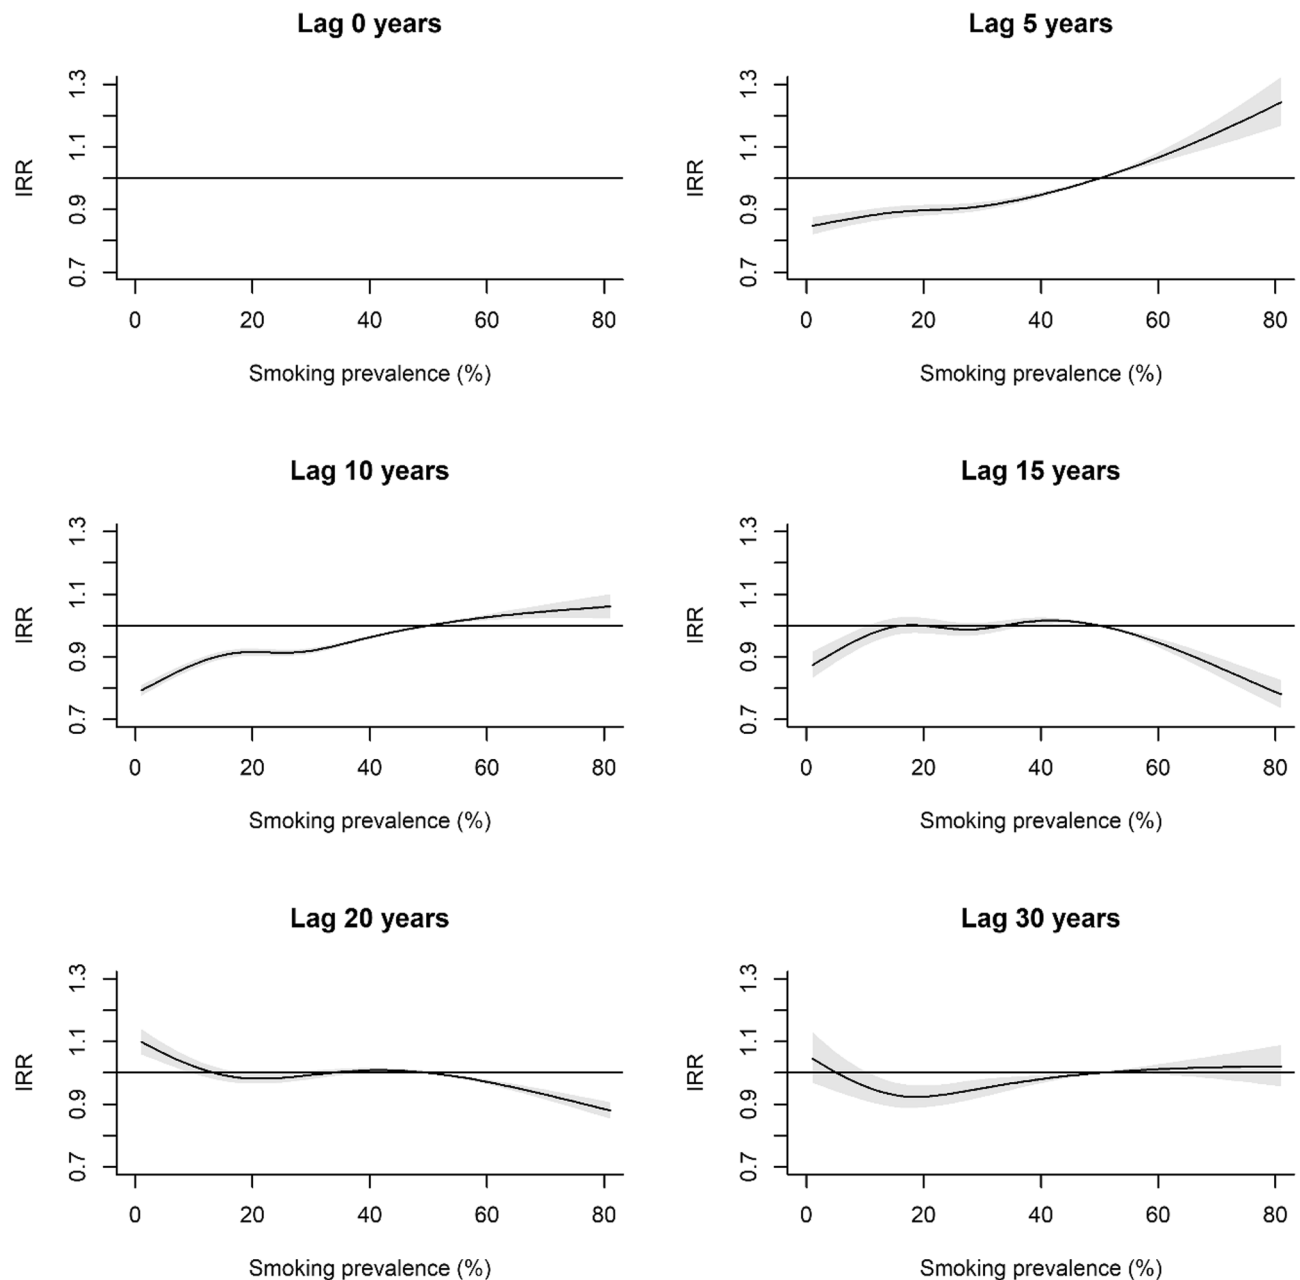 Lag 0 years
IRR
0.7 0.9 1.1 1.3
0 20 40 60 80
Smoking prevalence (%)
Lag 5 years
IRR
0.7 0.9 1.1 1.3
0 20 40 60 80
Smoking prevalence (%)
Lag 10 years
IRR
0.7 0.9 1.1 1.3
0 20 40 60 80
Smoking prevalence (%)
Lag 15 years
IRR
0.7 0.9 1.1 1.3
0 20 40 60 80
Smoking prevalence (%)
Lag 20 years
IRR
0.7 0.9 1.1 1.3
0 20 40 60 80
Smoking prevalence (%)
Lag 30 years
IRR
0.7 0.9 1.1 1.3
0 20 40 60 80
Smoking prevalence (%)